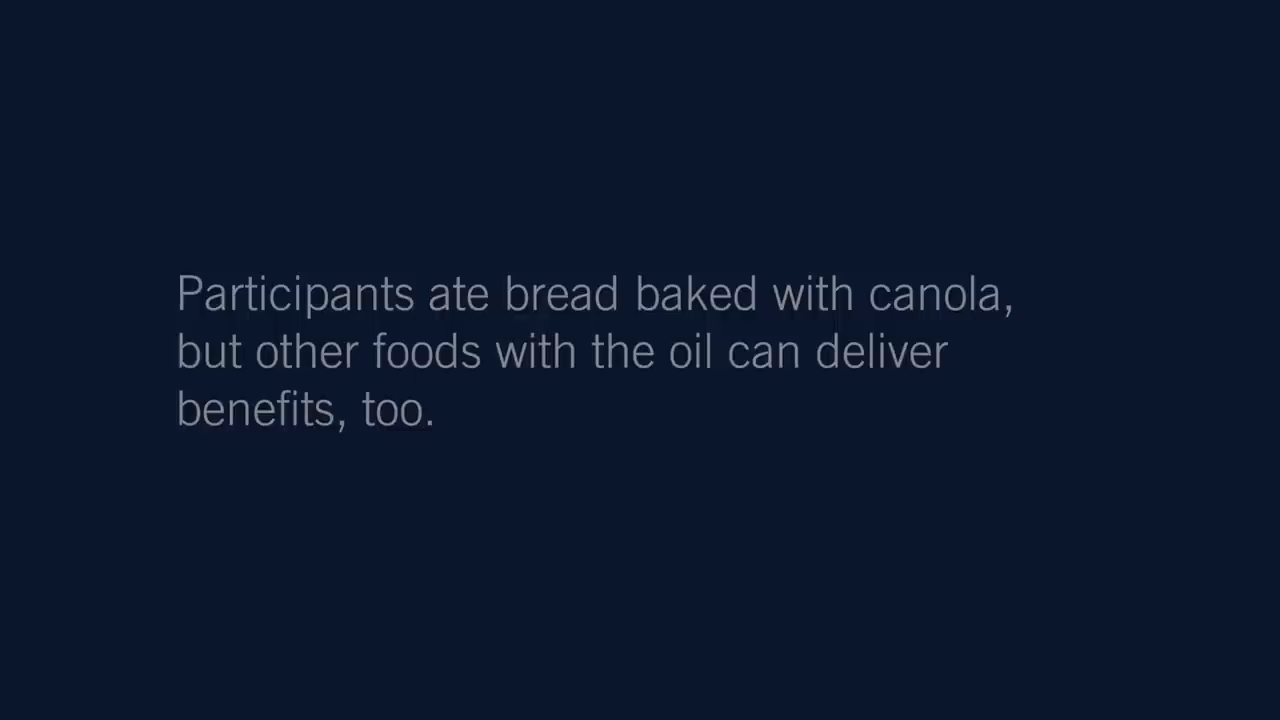 Participants ate bread baked with canola,
but other foods with the oil can deliver
benefits, too.